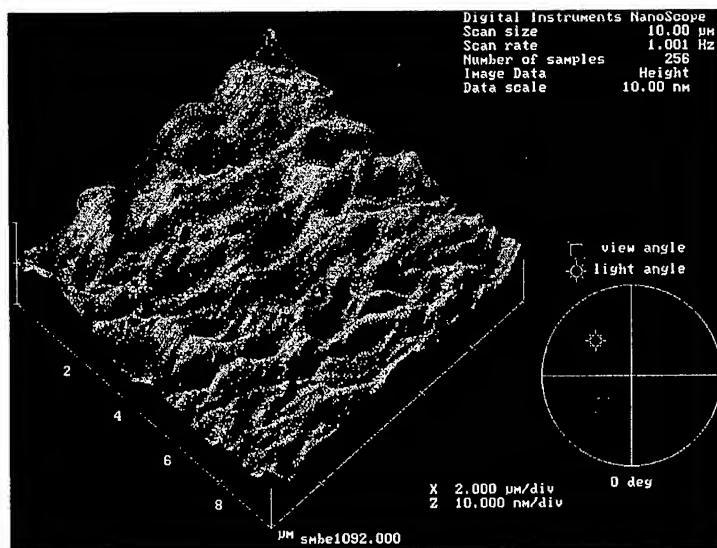 Digital Instruments NanoScope
Scan size 10.00 µm
Scan rate 1.001 Hz
Number of samples 256
Image Data Height
Data scale 10.00 nm
view angle
light angle
2
4
6
8
µm
X 2.000 µm/div
Z 10.000 nm/div
0 deg
smbe1092.000